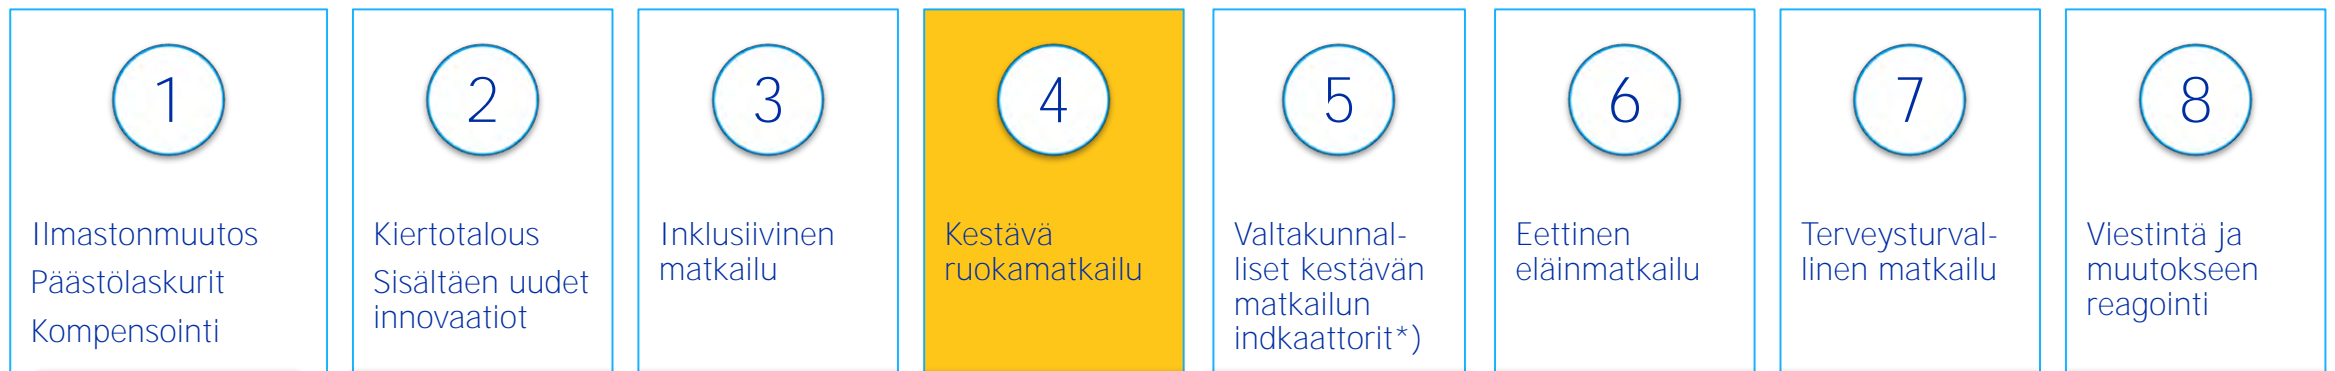 1
Ilmastonmuutos
Päästölaskurit
Kompensointi
2
Kiertotalous
Sisältäen uudet
innovaatiot
3
Inklusiivinen
matkailu
4
Kestävä
ruokamatkailu
5
Valtakunnal-
liset kestävän
matkailun
indkaattorit*)
6
Eettinen
eläinmatkailu
7
Terveysturval-
linen matkailu
8
Viestintä ja
muutokseen
reagointi